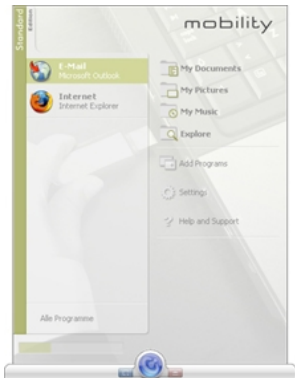 Standard
Edition
mobility
E-Mail
Microsoft Outlook
Internet
Internet Explorer
My Documents
My Pictures
My Music
Explore
Add Programs
Settings
Help and Support
Alle Programme